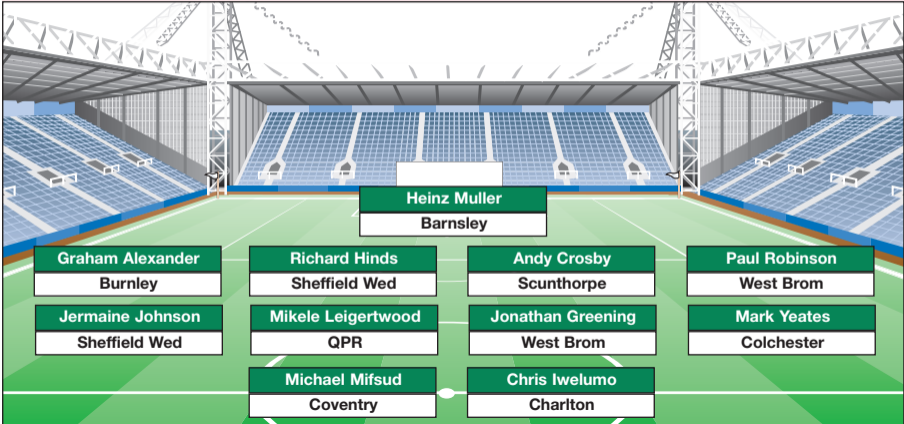 Heinz Muller
Barnsley
Graham Alexander
Burnley
Richard Hinds
Sheffield Wed
Andy Crosby
Scunthorpe
Paul Robinson
West Brom
Jermaine Johnson
Sheffield Wed
Mikele Leigertwood
QPR
Jonathan Greening
West Brom
Mark Yeates
Colchester
Michael Mifsud
Coventry
Chris Iwelumo
Charlton